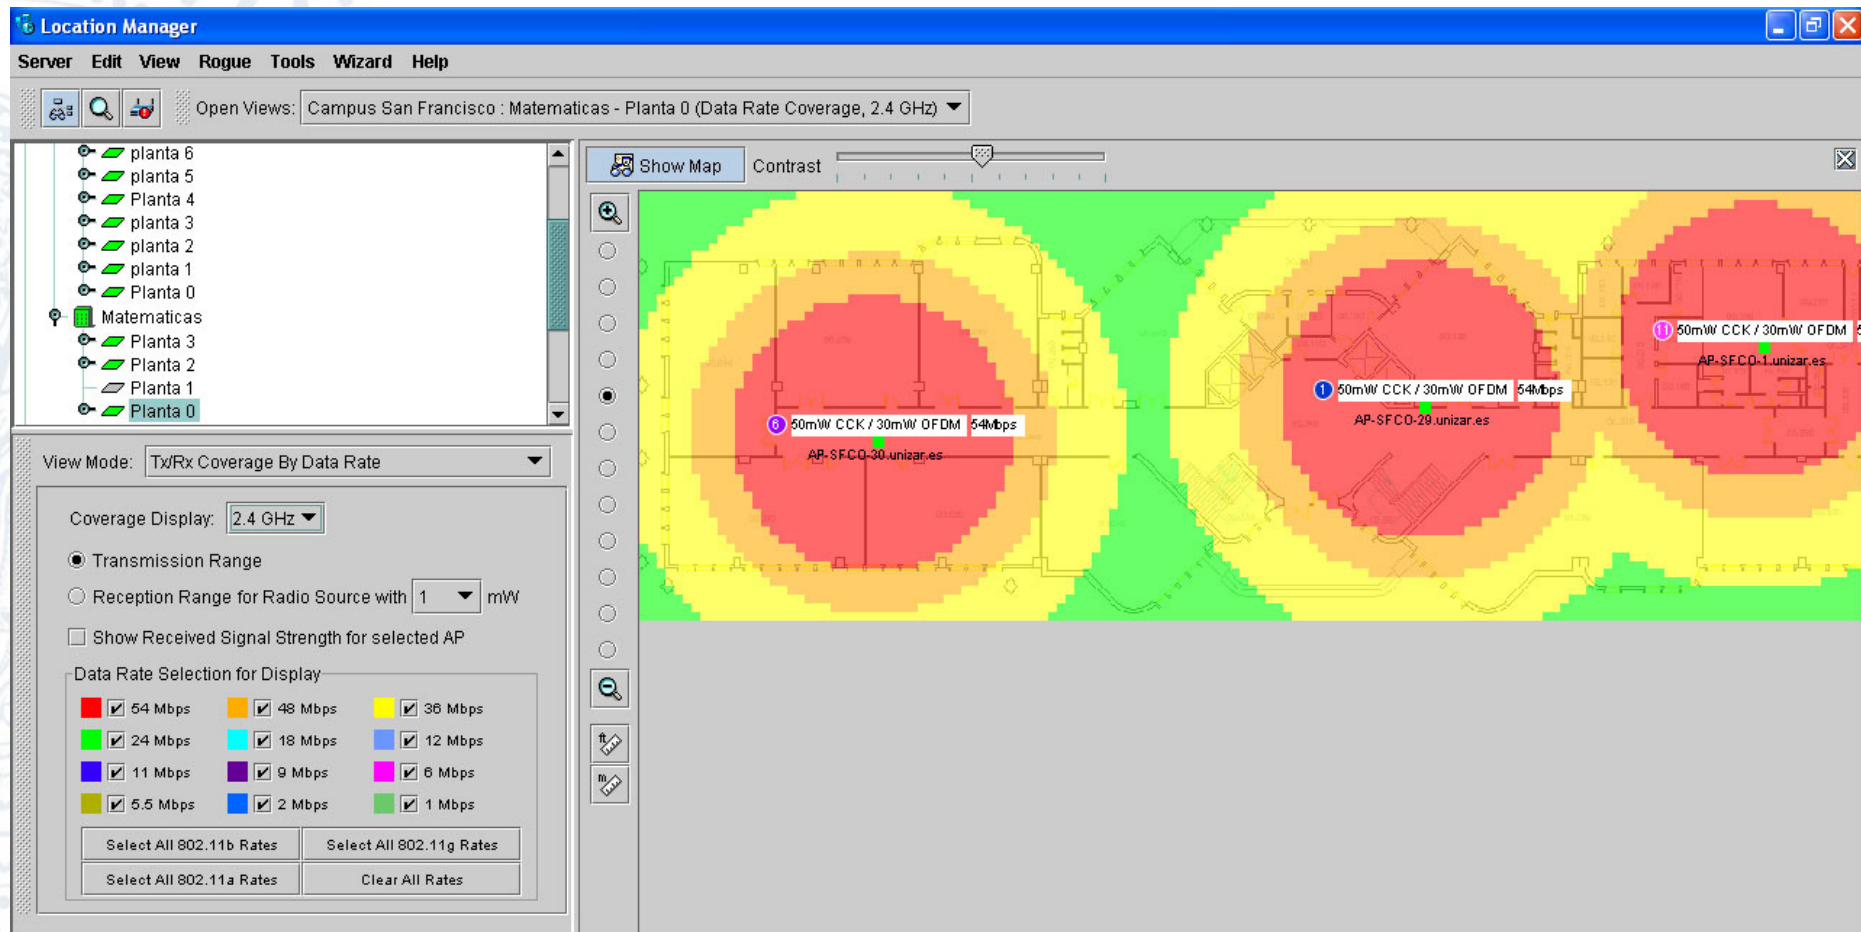 Location Manager
Server Edit View Rogue Tools Wizard Help
Open Views: Campus San Francisco : Matematicas - Planta 0 (Data Rate Coverage, 2.4 GHz)
planta 6
planta 5
Planta 4
planta 3
planta 2
planta 1
Planta 0
Matematicas
Planta 3
Planta 2
Planta 1
Planta 0
View Mode: Tx/Rx Coverage By Data Rate
Coverage Display: 2.4 GHz
Transmission Range
Reception Range for Radio Source with 1 mW
Show Received Signal Strength for selected AP
Data Rate Selection for Display
54 Mbps 48 Mbps 36 Mbps
24 Mbps 18 Mbps 12 Mbps
11 Mbps 9 Mbps 6 Mbps
5.5 Mbps 2 Mbps 1 Mbps
Select All 802.11b Rates Select All 802.11g Rates
Select All 802.11a Rates Clear All Rates
Show Map Contrast
6 50mW CCK / 30mW OFDM 54Mbps
AP-SFCO-30.unizar.es
1 50mW CCK / 30mW OFDM 54Mbps
AP-SFCO-29.unizar.es
11 50mW CCK / 30mW OFDM 5
AP-SFCO-1.unizar.es
ft
m